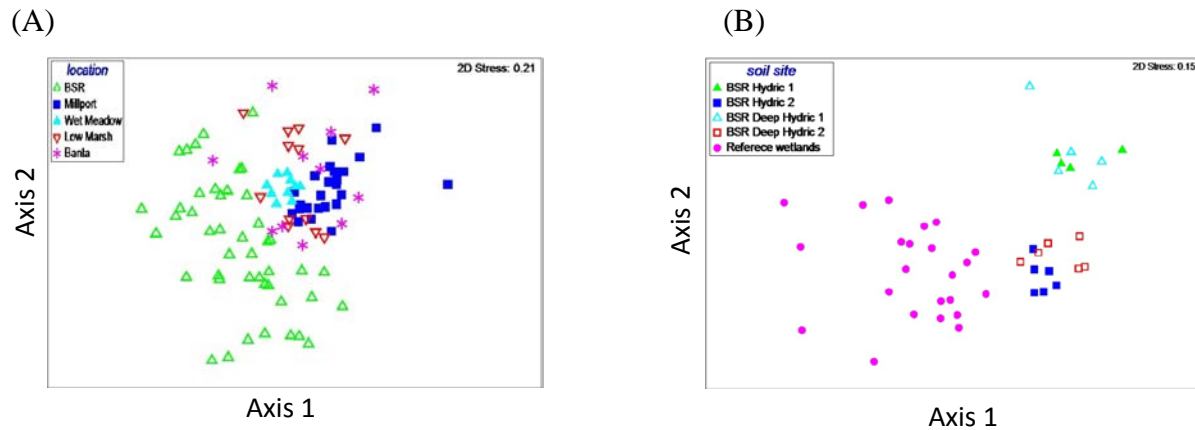 (A)
location
BSR
Millport
Wet Meadow
Low Marsh
Banla
2D Stress: 0.21
Axis 2
Axis 1
(B)
soil site
BSR Hydric 1
BSR Hydric 2
BSR Deep Hydric 1
BSR Deep Hydric 2
Referece wetlands
2D Stress: 0.15
Axis 2
Axis 1